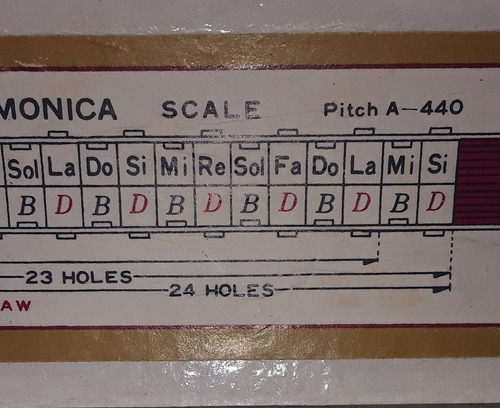 MONICA SCALE Pitch A-440
Sol La Do Si Mi Re Sol Fa Do La Mi Si
B D B D B D B D B D B D
23 HOLES
24 HOLES
AW